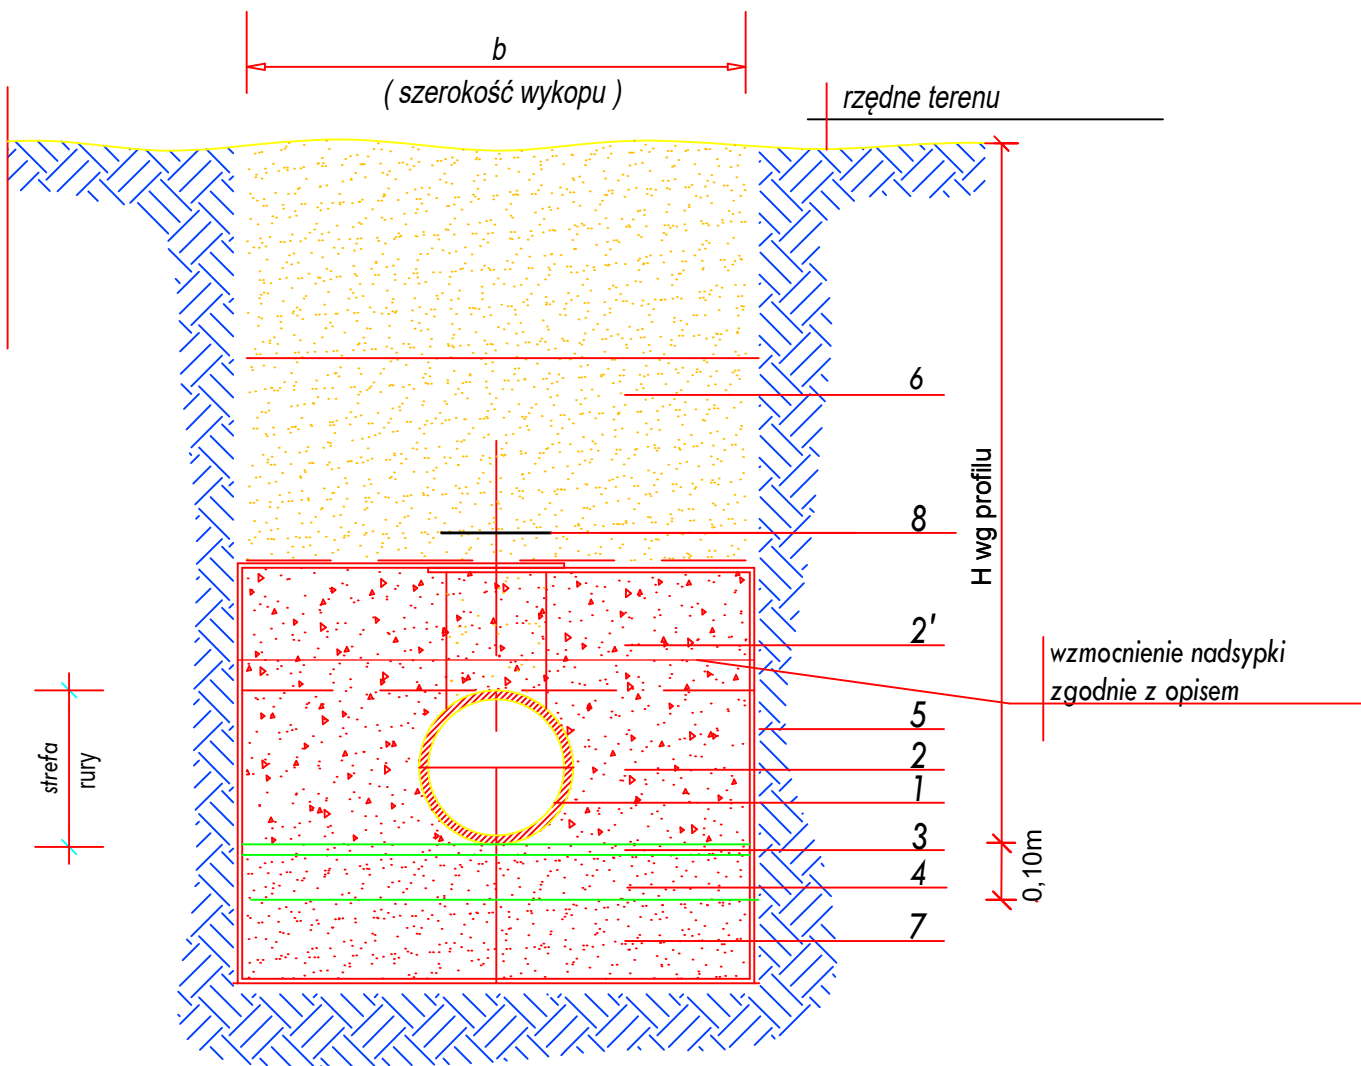 b
( szerokość wykopu )
rzędne terenu
6
8
H wg profilu
2'
wzmocnienie nadsypki
zgodnie z opisem
5
2
1
3
4
7
0,10m
strefa
rury